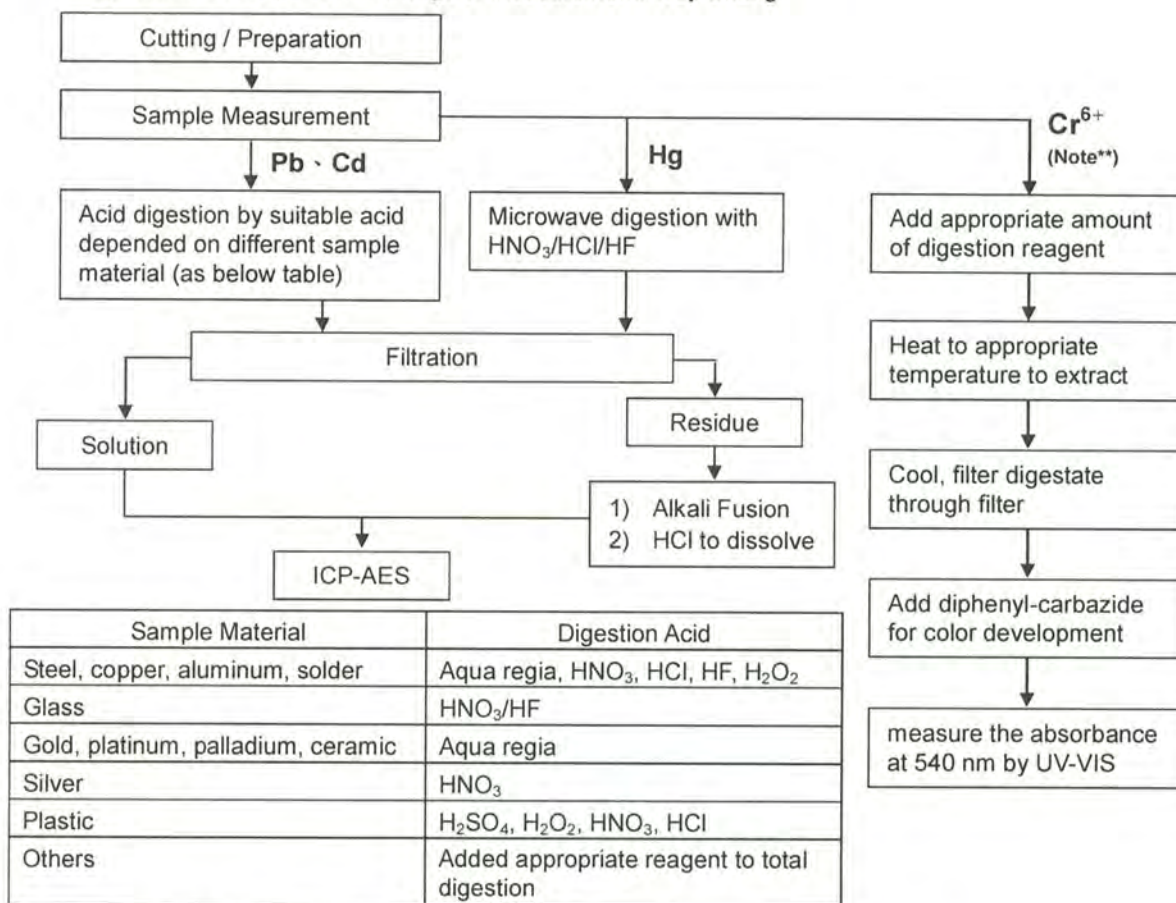 Cutting / Preparation
Sample Measurement
Pb、Cd
Hg
Cr⁶⁺
(Note**)
Acid digestion by suitable acid
depended on different sample
material (as below table)
Microwave digestion with
HNO₃/HCl/HF
Add appropriate amount
of digestion reagent
Filtration
Heat to appropriate
temperature to extract
Solution
Residue
1) Alkali Fusion
2) HCl to dissolve
Cool, filter digestate
through filter
ICP-AES
Add diphenyl-carbazide
for color development
measure the absorbance
at 540 nm by UV-VIS
Sample Material Digestion Acid
Steel, copper, aluminum, solder Aqua regia, HNO₃, HCl, HF, H₂O₂
Glass HNO₃/HF
Gold, platinum, palladium, ceramic Aqua regia
Silver HNO₃
Plastic H₂SO₄, H₂O₂, HNO₃, HCl
Others Added appropriate reagent to total
digestion